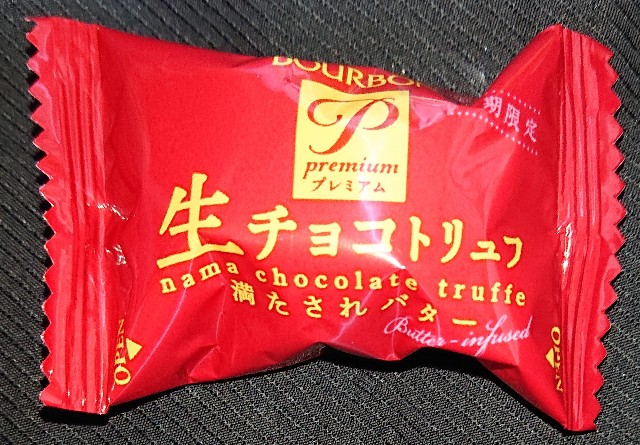 BOURBO
期限定
P
premium
プレミアム
生チョコトリュフ
nama chocolate truffe
満たされバター
Butter-infused
OPEN
OPEN